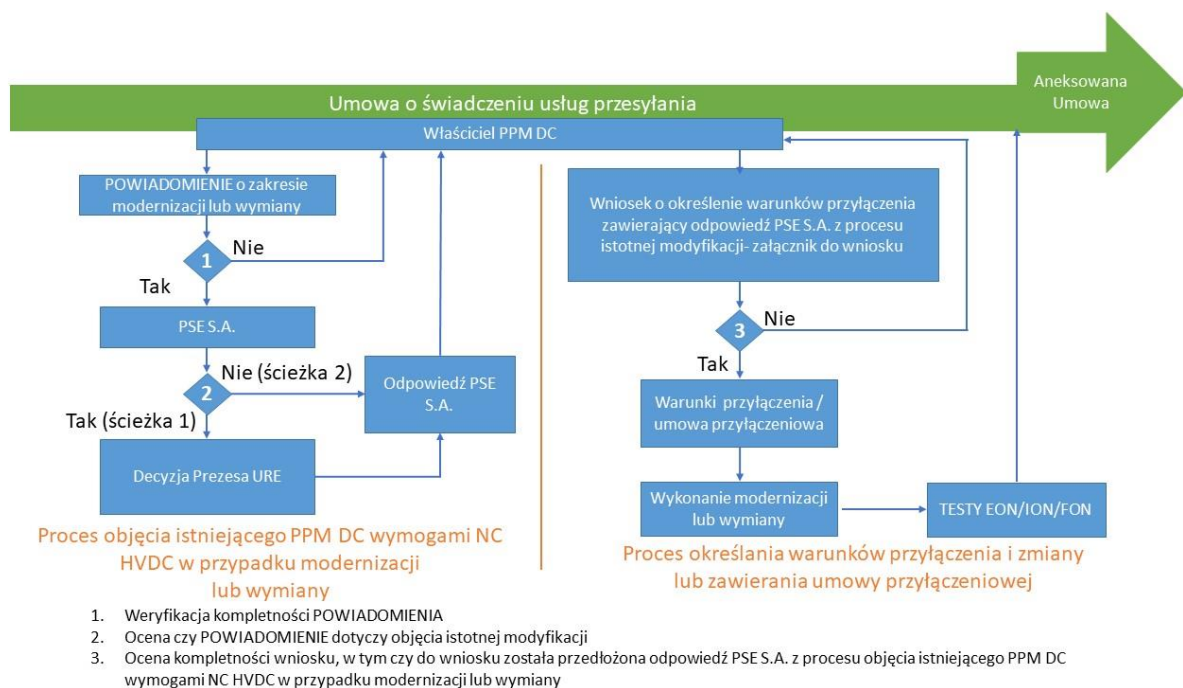 Aneksowana
Umowa
Umowa o świadczeniu usług przesyłania
Właściciel PPM DC
POWIADOMIENIE o zakresie
modernizacji lub wymiany
1
Nie
Tak
PSE S.A.
2
Nie (ścieżka 2)
Tak (ścieżka 1)
Odpowiedź PSE
S.A.
Decyzja Prezesa URE
Proces objęcia istniejącego PPM DC wymogami NC
HVDC w przypadku modernizacji
lub wymiany
Wniosek o określenie warunków przyłączenia
zawierający odpowiedź PSE S.A. z procesu
istotnej modyfikacji- załącznik do wniosku
3
Nie
Tak
Warunki przyłączenia /
umowa przyłączeniowa
Wykonanie modernizacji
lub wymiany
TESTY EON/ION/FON
Proces określania warunków przyłączenia i zmiany
lub zawierania umowy przyłączeniowej
1. Weryfikacja kompletności POWIADOMIENIA
2. Ocena czy POWIADOMIENIE dotyczy objęcia istotnej modyfikacji
3. Ocena kompletności wniosku, w tym czy do wniosku została przedłożona odpowiedź PSE S.A. z procesu objęcia istniejącego PPM DC
wymogami NC HVDC w przypadku modernizacji lub wymiany